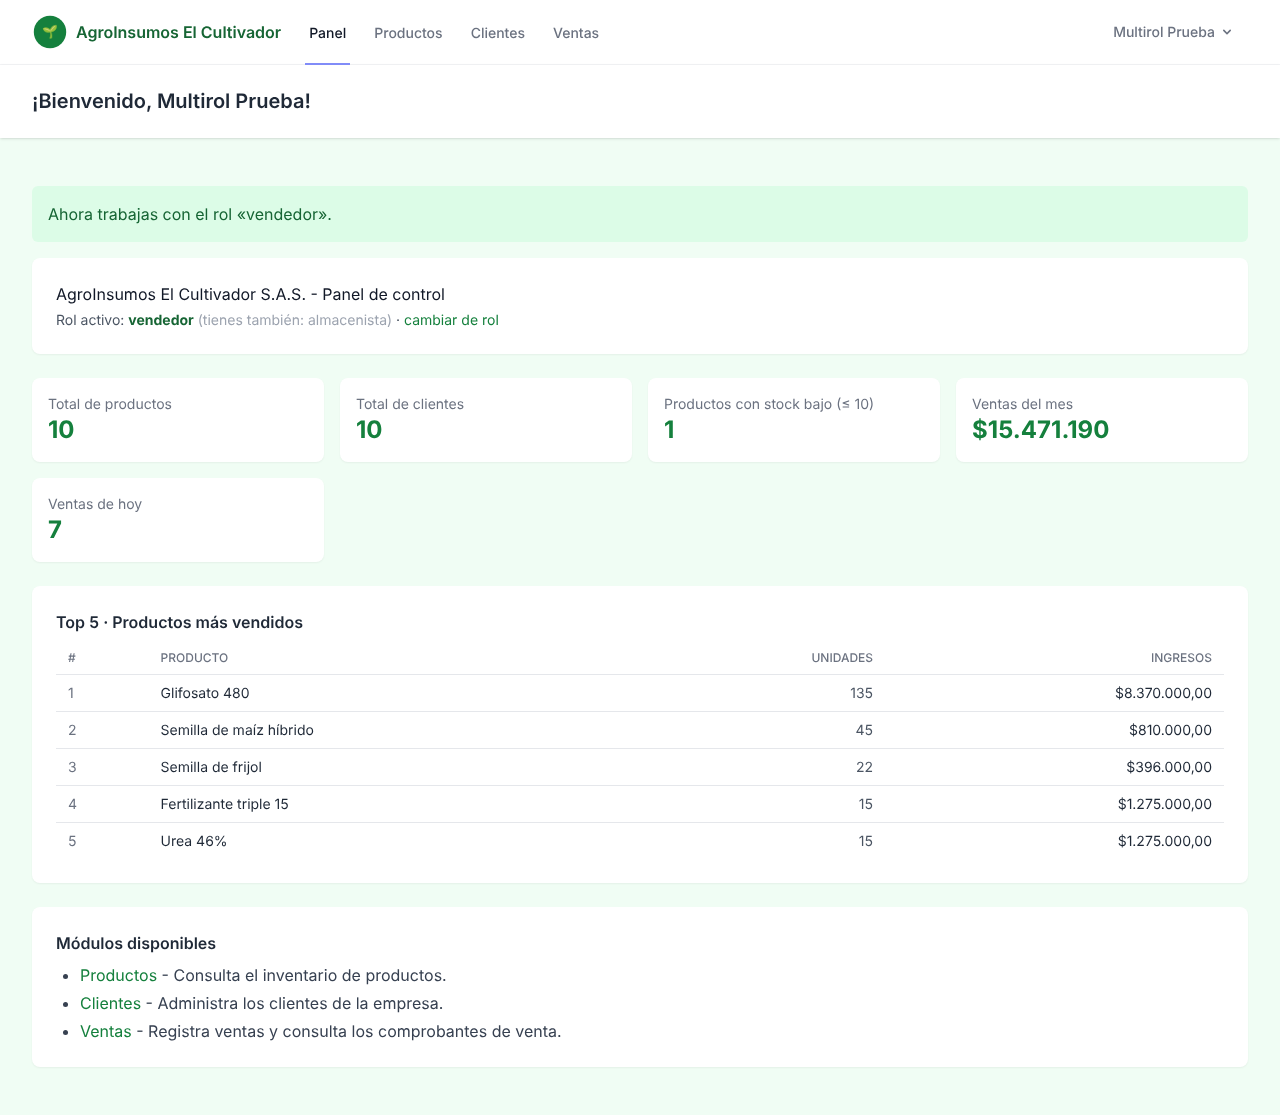 AgroInsumos El Cultivador Panel Productos Clientes Ventas Multirol Prueba
¡Bienvenido, Multirol Prueba!
Ahora trabajas con el rol «vendedor».
AgroInsumos El Cultivador S.A.S. - Panel de control
Rol activo: vendedor (tienes también: almacenista) · cambiar de rol
Total de productos
10
Total de clientes
10
Productos con stock bajo (≤ 10)
1
Ventas del mes
$15.471.190
Ventas de hoy
7
Top 5 · Productos más vendidos
# PRODUCTO UNIDADES INGRESOS
1 Glifosato 480 135 $8.370.000,00
2 Semilla de maíz híbrido 45 $810.000,00
3 Semilla de frijol 22 $396.000,00
4 Fertilizante triple 15 15 $1.275.000,00
5 Urea 46% 15 $1.275.000,00
Módulos disponibles
• Productos - Consulta el inventario de productos.
• Clientes - Administra los clientes de la empresa.
• Ventas - Registra ventas y consulta los comprobantes de venta.